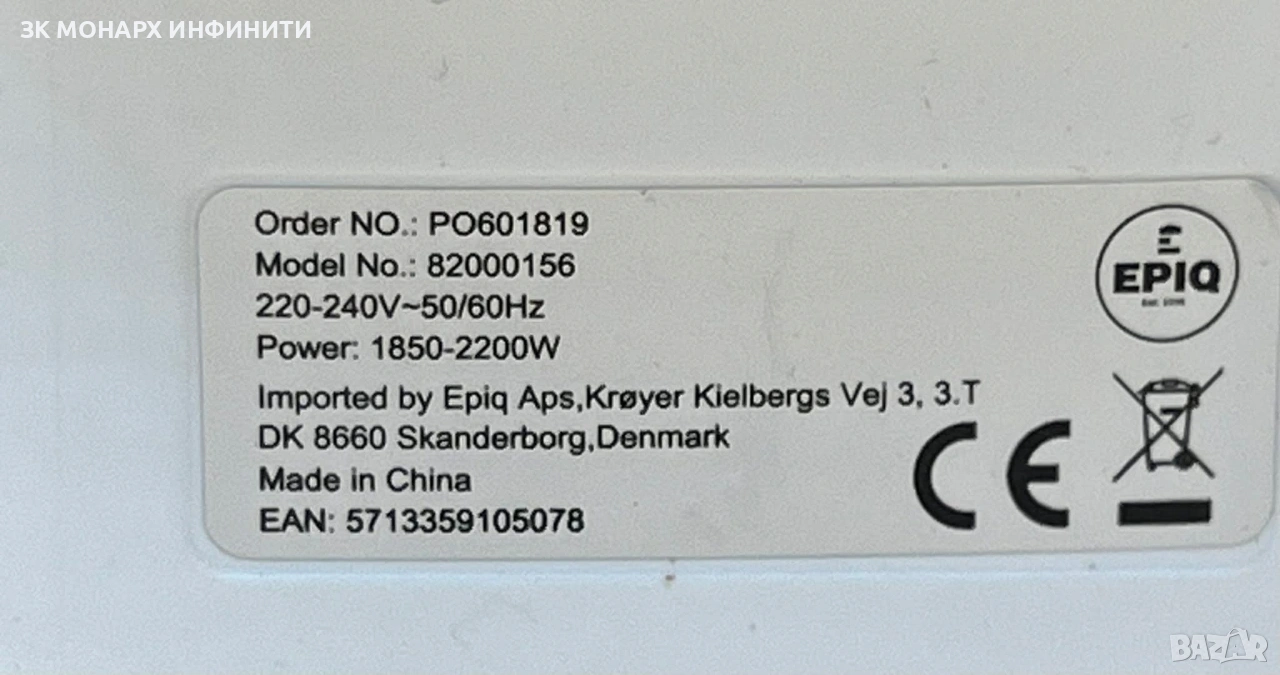 ЗК МОНАРХ ИНФИНИТИ
Order NO.: PO601819
Model No.: 82000156
220-240V~50/60Hz
Power: 1850-2200W
Imported by Epiq Aps,Krøyer Kielbergs Vej 3, 3.T
DK 8660 Skanderborg,Denmark
Made in China
EAN: 5713359105078
EPIQ
CE
BAZAR